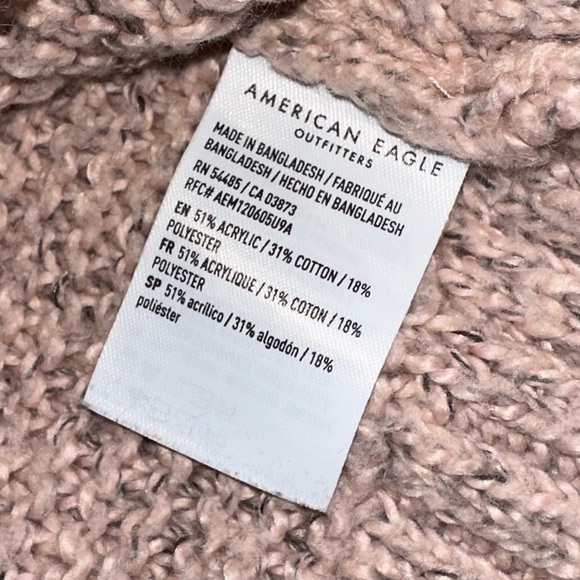 AMERICAN EAGLE
OUTFITTERS
MADE IN BANGLADESH / FABRIQUÉ AU
BANGLADESH / HECHO EN BANGLADESH
RN 54485 / CA 03873
RFC# AEM120605U9A
EN 51% ACRYLIC / 31% COTTON / 18%
POLYESTER
FR 51% ACRYLIQUE / 31% COTON / 18%
POLYESTER
SP 51% acrílico / 31% algodón / 18%
poliéster